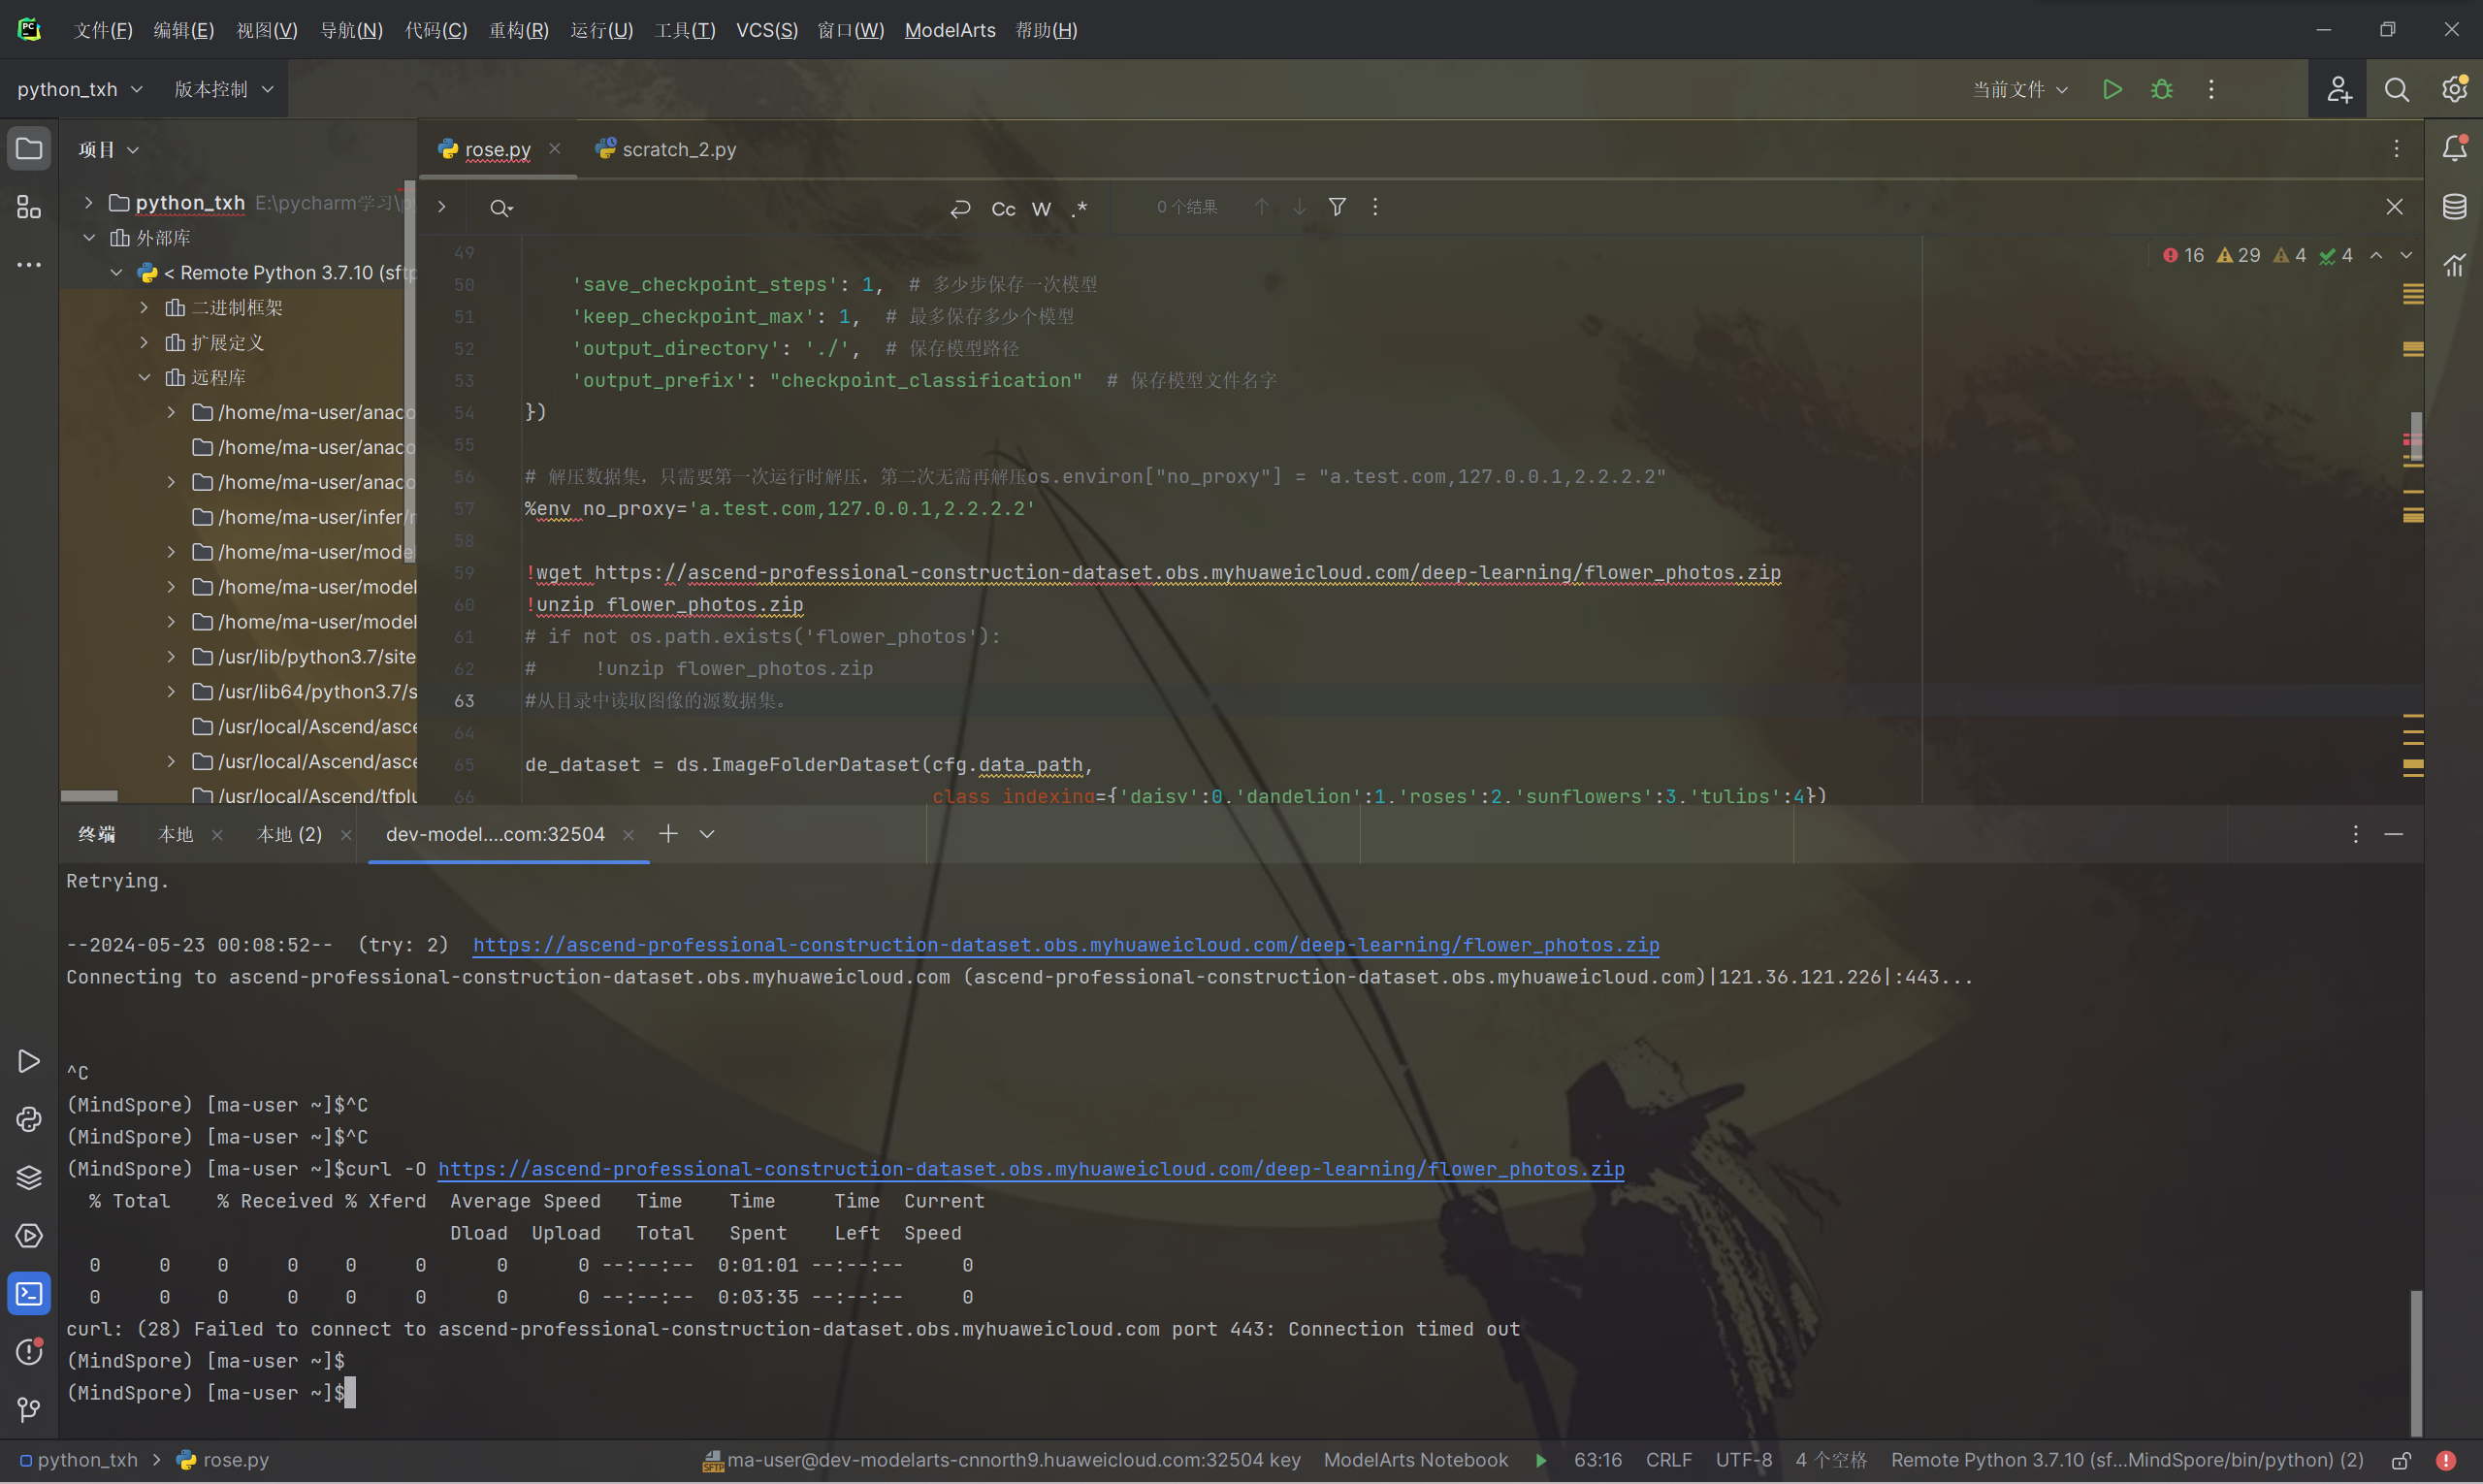 文件(F) 编辑(E) 视图(V) 导航(N) 代码(C) 重构(R) 运行(U) 工具(T) VCS(S) 窗口(W) ModelArts 帮助(H)
python_txh 版本控制 当前文件
项目
rose.py scratch_2.py
python_txh E:\pycharm学习\p
外部库
< Remote Python 3.7.10 (sftp
二进制框架
扩展定义
远程库
/home/ma-user/anaco
/home/ma-user/anaco
/home/ma-user/anaco
/home/ma-user/infer/
/home/ma-user/mode
/home/ma-user/model
/home/ma-user/model
/usr/lib/python3.7/site
/usr/lib64/python3.7/s
/usr/local/Ascend/asce
/usr/local/Ascend/asce
/usr/local/Ascend/tfplu
Cc W .* 0 个结果
16 29 4 4
49
50 'save_checkpoint_steps': 1,  # 多少步保存一次模型
51 'keep_checkpoint_max': 1,  # 最多保存多少个模型
52 'output_directory': './',  # 保存模型路径
53 'output_prefix': "checkpoint_classification"  # 保存模型文件名字
54 })
55
56 # 解压数据集，只需要第一次运行时解压，第二次无需再解压os.environ["no_proxy"] = "a.test.com,127.0.0.1,2.2.2.2"
57 %env no_proxy='a.test.com,127.0.0.1,2.2.2.2'
58
59 !wget https://ascend-professional-construction-dataset.obs.myhuaweicloud.com/deep-learning/flower_photos.zip
60 !unzip flower_photos.zip
61 # if not os.path.exists('flower_photos'):
62 #     !unzip flower_photos.zip
63 #从目录中读取图像的源数据集。
64
65 de_dataset = ds.ImageFolderDataset(cfg.data_path,
66 class_indexing={'daisy':0,'dandelion':1,'roses':2,'sunflowers':3,'tulips':4})
终端 本地 本地 (2) dev-model....com:32504
Retrying.
--2024-05-23 00:08:52--  (try: 2)  https://ascend-professional-construction-dataset.obs.myhuaweicloud.com/deep-learning/flower_photos.zip
Connecting to ascend-professional-construction-dataset.obs.myhuaweicloud.com (ascend-professional-construction-dataset.obs.myhuaweicloud.com)|121.36.121.226|:443...
^C
(MindSpore) [ma-user ~]$^C
(MindSpore) [ma-user ~]$^C
(MindSpore) [ma-user ~]$curl -O https://ascend-professional-construction-dataset.obs.myhuaweicloud.com/deep-learning/flower_photos.zip
% Total    % Received % Xferd  Average Speed   Time    Time     Time  Current
Dload  Upload   Total   Spent    Left  Speed
0     0    0     0    0     0      0      0 --:--:--  0:01:01 --:--:--     0
0     0    0     0    0     0      0      0 --:--:--  0:03:35 --:--:--     0
curl: (28) Failed to connect to ascend-professional-construction-dataset.obs.myhuaweicloud.com port 443: Connection timed out
(MindSpore) [ma-user ~]$
(MindSpore) [ma-user ~]$
python_txh > rose.py SFTP ma-user@dev-modelarts-cnnorth9.huaweicloud.com:32504 key ModelArts Notebook 63:16 CRLF UTF-8 4 个空格 Remote Python 3.7.10 (sf...MindSpore/bin/python) (2)